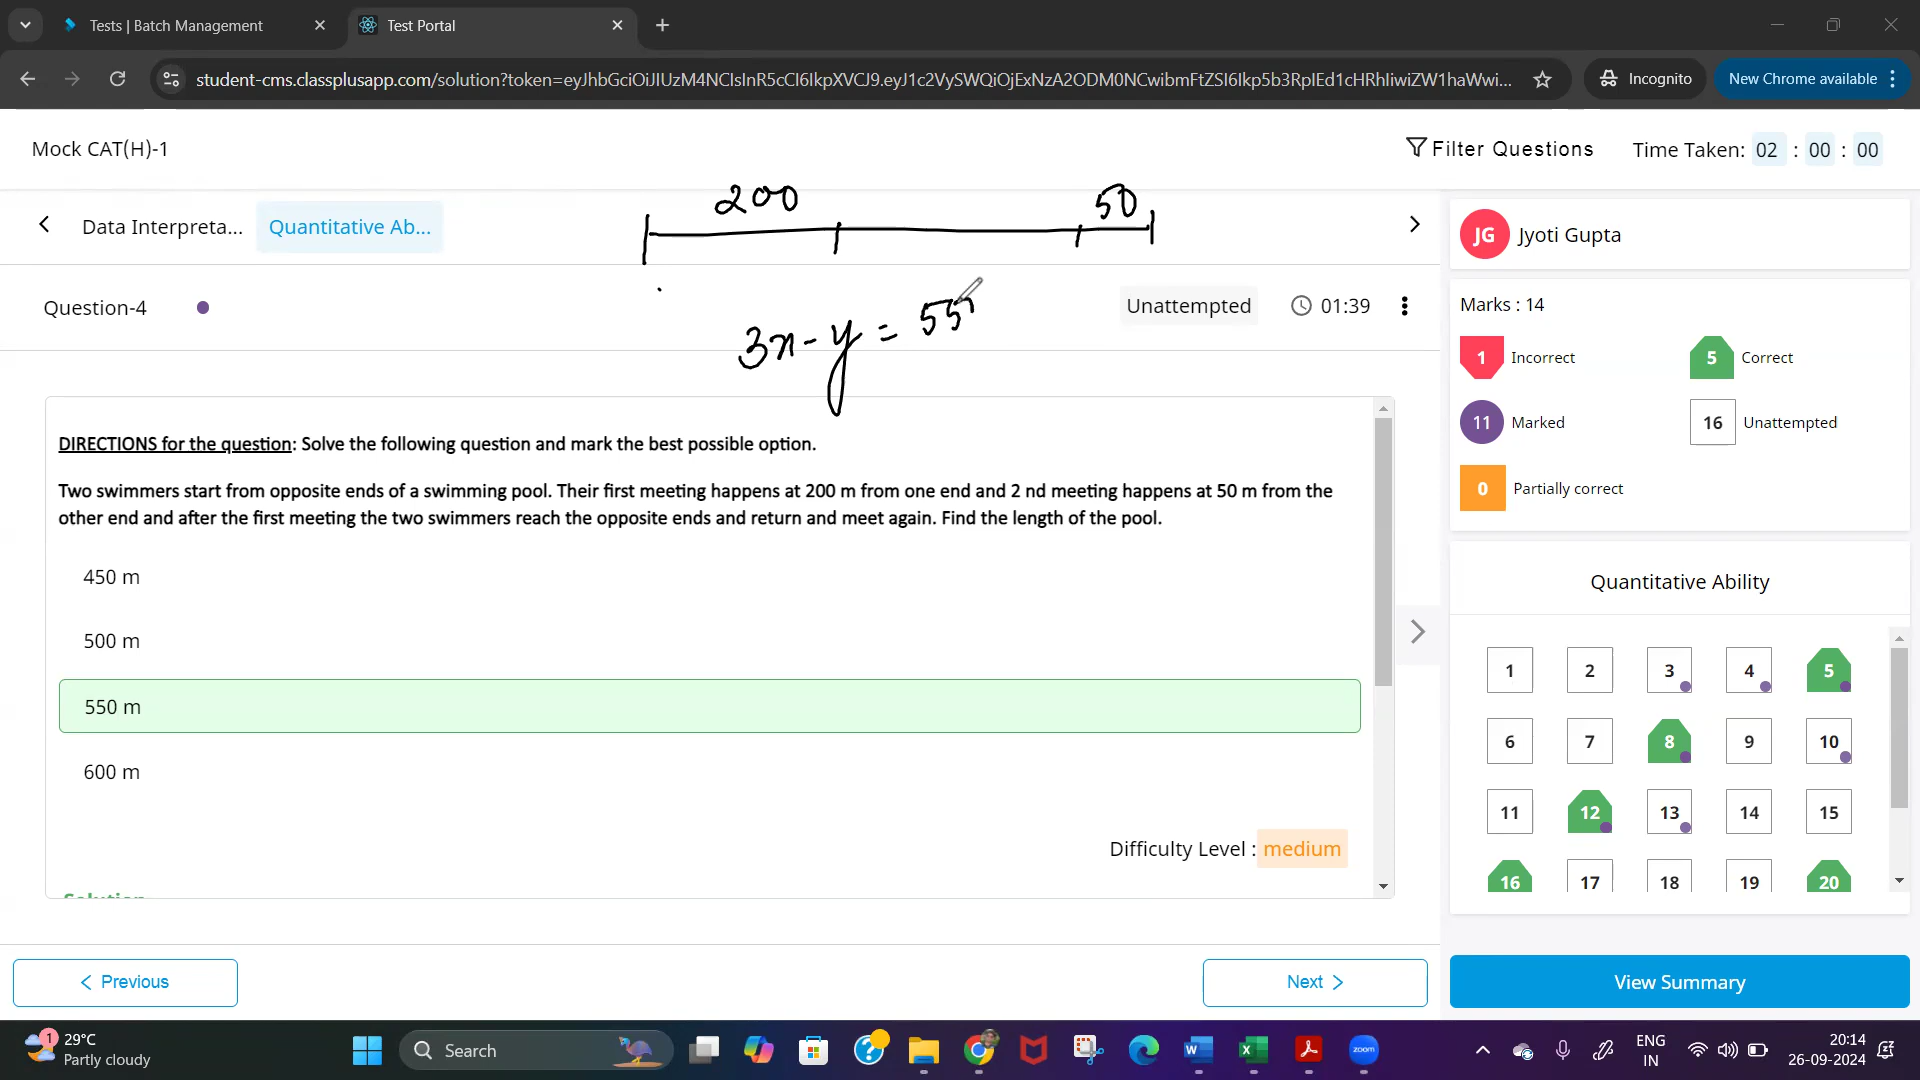 Tests | Batch Management
Test Portal
student-cms.classplusapp.com/solution?token=eyJhbGciOiJIUzM4NCIsInR5cCI6IkpXVCJ9.eyJ1c2VySWQiOjExNzA2ODM0NCwibmFtZSI6Ikp5b3RpIEd1cHRhIiwiZW1haWwi...
Incognito
New Chrome available
Mock CAT(H)-1
Filter Questions
Time Taken: 02 : 00 : 00
200
50
Data Interpreta...
Quantitative Ab...
JG
Jyoti Gupta
Question-4
Unattempted
01:39
3x - y = 55
Marks : 14
1 Incorrect
5 Correct
11 Marked
16 Unattempted
0 Partially correct
DIRECTIONS for the question: Solve the following question and mark the best possible option.
Two swimmers start from opposite ends of a swimming pool. Their first meeting happens at 200 m from one end and 2 nd meeting happens at 50 m from the
other end and after the first meeting the two swimmers reach the opposite ends and return and meet again. Find the length of the pool.
450 m
500 m
550 m
600 m
Difficulty Level : medium
Solution
Quantitative Ability
1 2 3 4 5
6 7 8 9 10
11 12 13 14 15
16 17 18 19 20
Previous
Next
View Summary
1
29°C
Partly cloudy
Search
zoom
ENG
IN
20:14
26-09-2024